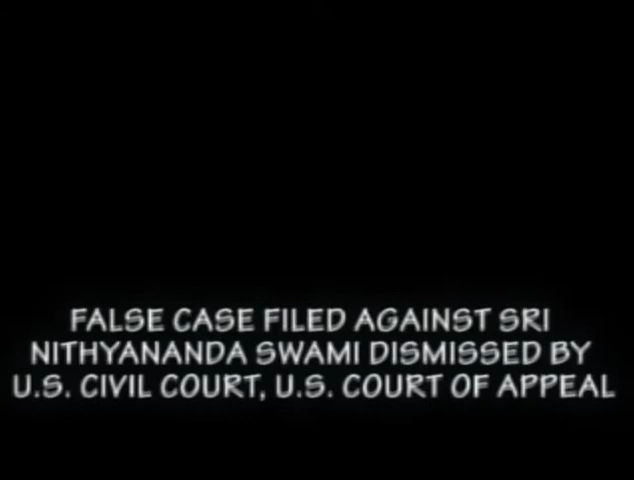 FALSE CASE FILED AGAINST SRI
NITHYANANDA SWAMI DISMISSED BY
U.S. CIVIL COURT, U.S. COURT OF APPEAL